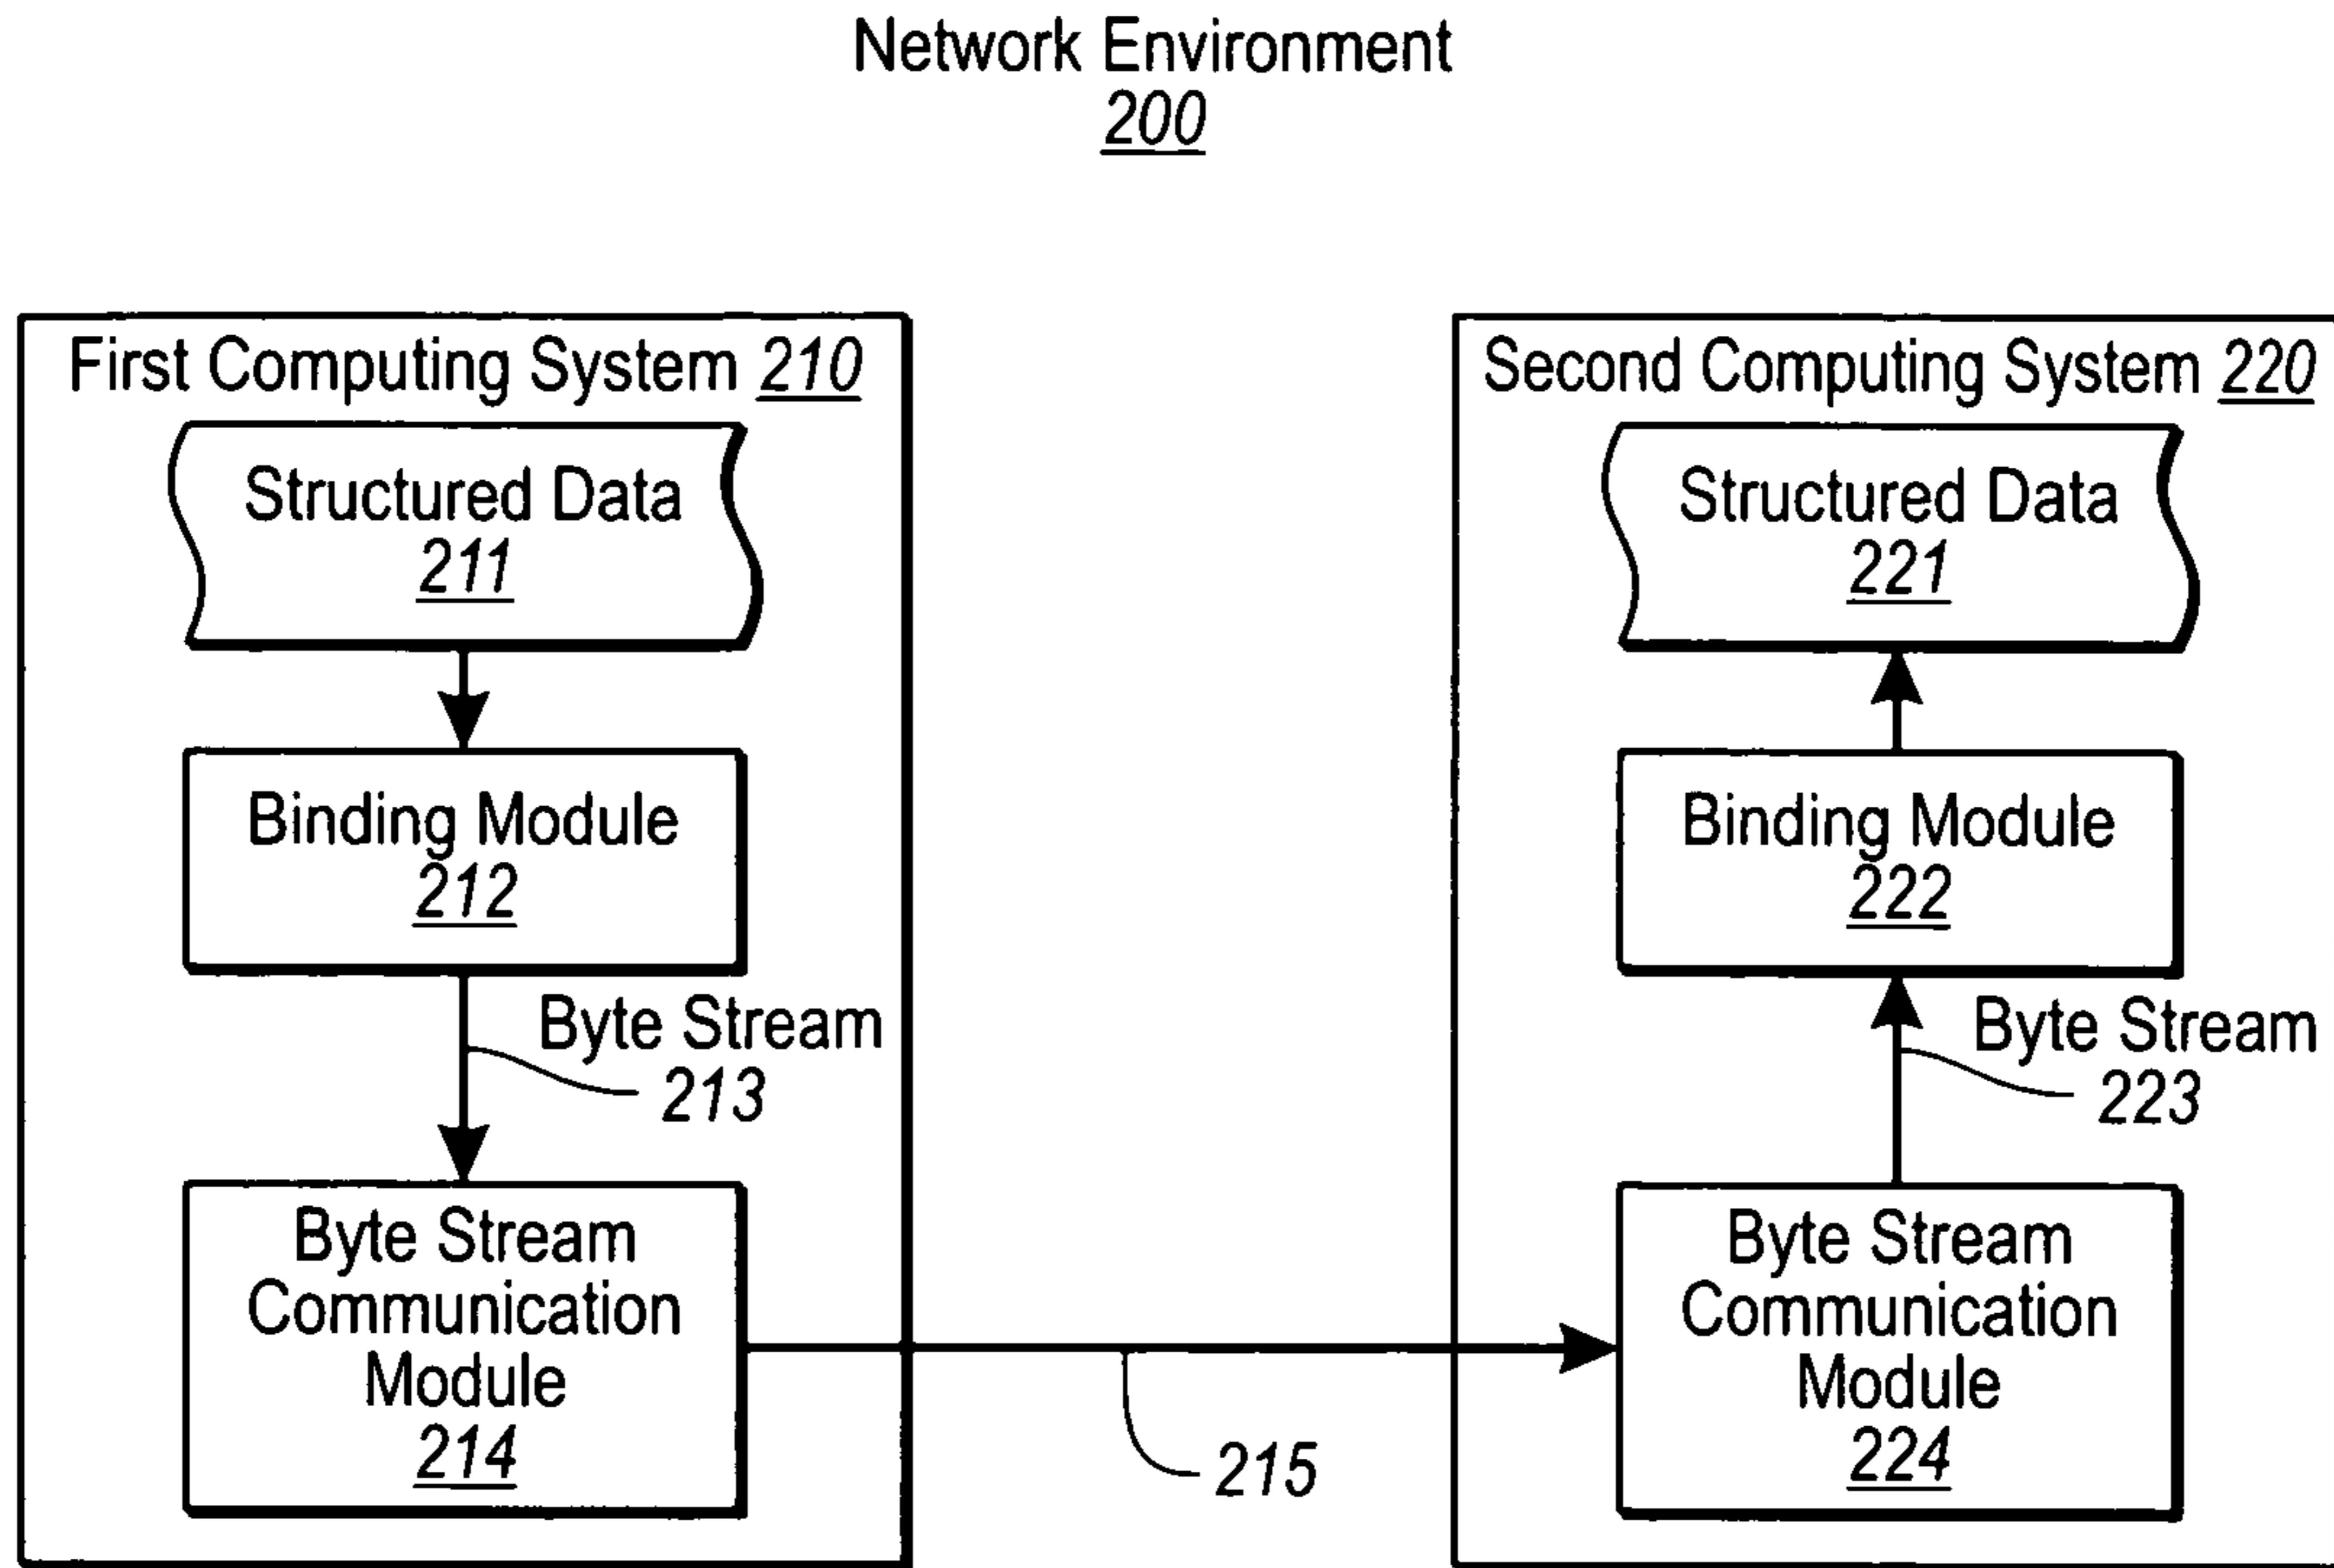 Network Environment
200
First Computing System 210
Structured Data
211
Binding Module
212
Byte Stream
213
Byte Stream
Communication
Module
214
215
Second Computing System 220
Structured Data
221
Binding Module
222
Byte Stream
223
Byte Stream
Communication
Module
224